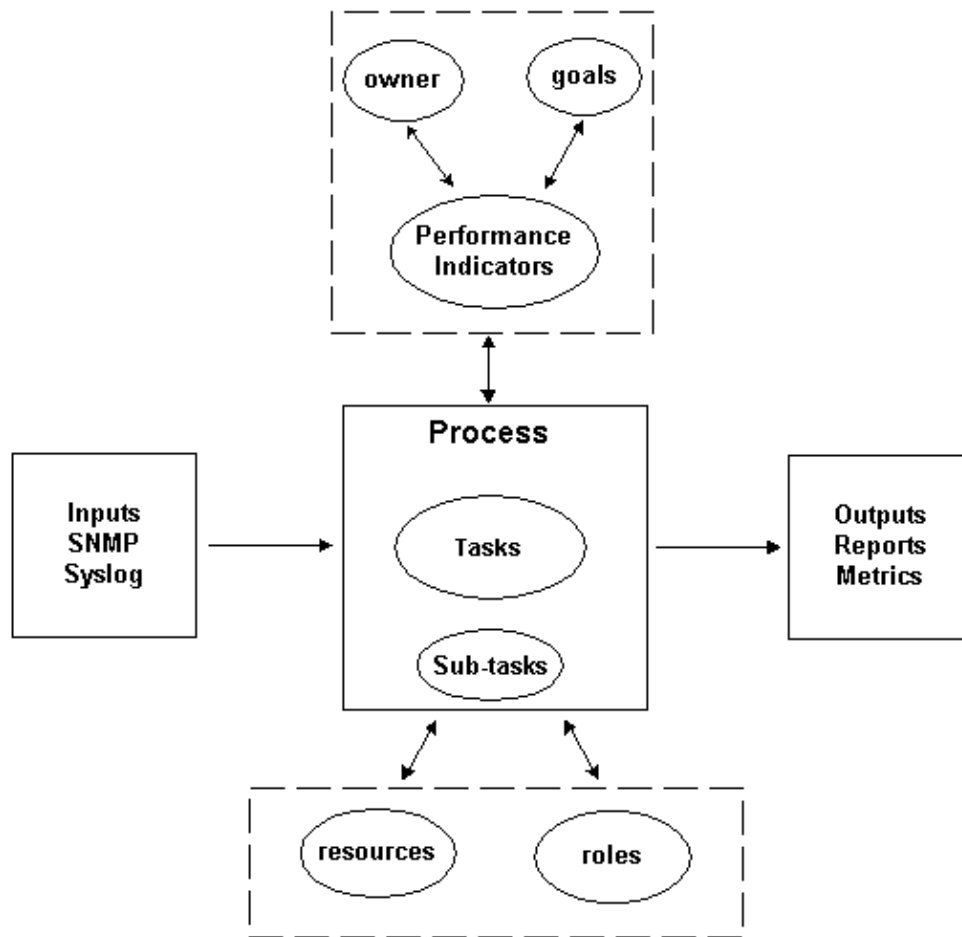 owner
goals
Performance
Indicators
Process
Inputs
SNMP
Syslog
Tasks
Sub-tasks
Outputs
Reports
Metrics
resources
roles